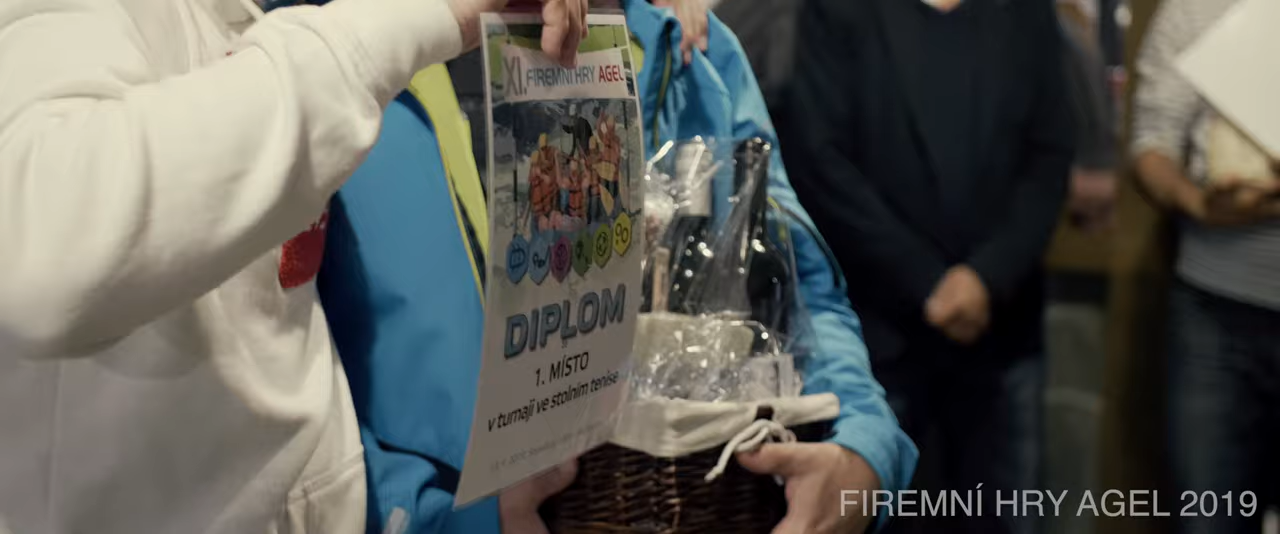 XI. FIREMNÍ HRY AGEL
DIPLOM
1. MÍSTO
v turnaji ve stolním tenise
FIREMNÍ HRY AGEL 2019